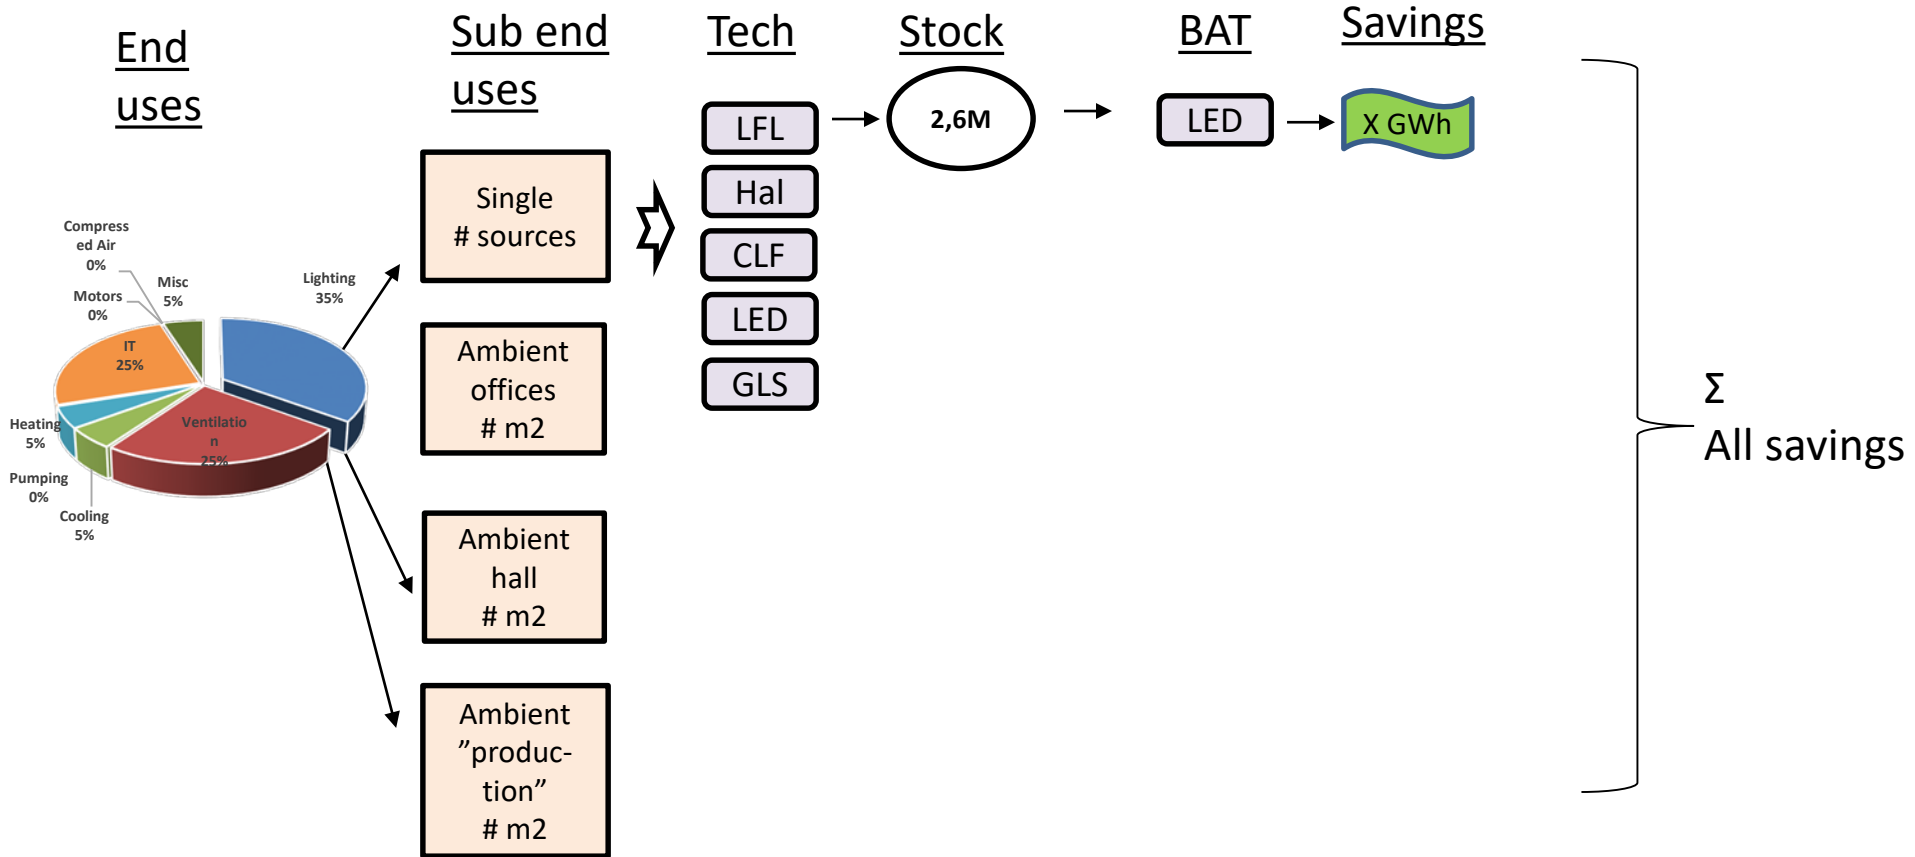 End
uses
Sub end
uses
Tech
Stock
BAT
Savings
Compress
ed Air
0%
Motors
0%
Misc
5%
Lighting
35%
IT
25%
Heating
5%
Ventilatio
n
25%
Pumping
0%
Cooling
5%
Single
# sources
Ambient
offices
# m2
Ambient
hall
# m2
Ambient
”produc-
tion”
# m2
LFL
Hal
CLF
LED
GLS
2,6M
LED
X GWh
Σ
All savings